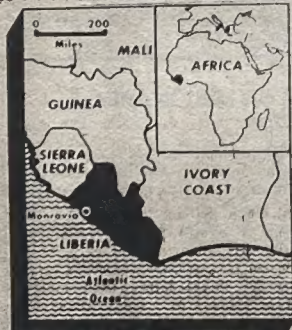 0 200
Miles
MALI
AFRICA
GUINEA
SIERRA
LEONE
IVORY
COAST
Monrovia
LIBERIA
Atlantic
Ocean